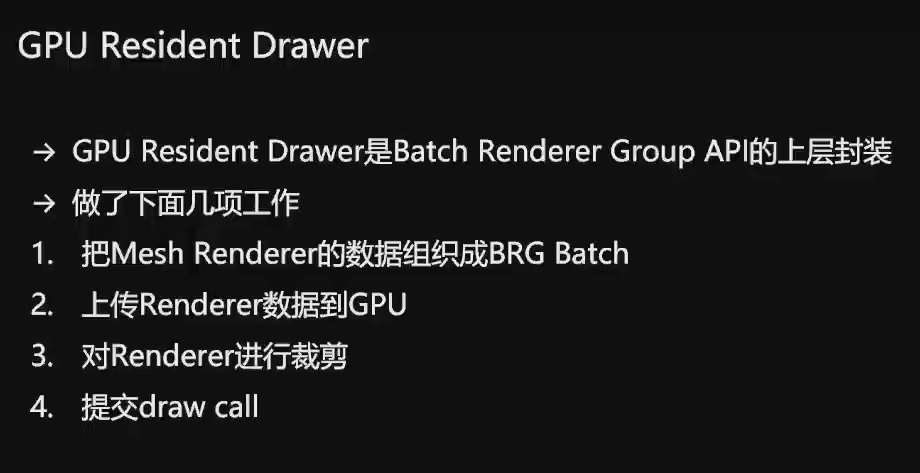 GPU Resident Drawer
→ GPU Resident Drawer是Batch Renderer Group API的上层封装
→ 做了下面几项工作
1. 把Mesh Renderer的数据组织成BRG Batch
2. 上传Renderer数据到GPU
3. 对Renderer进行裁剪
4. 提交draw call